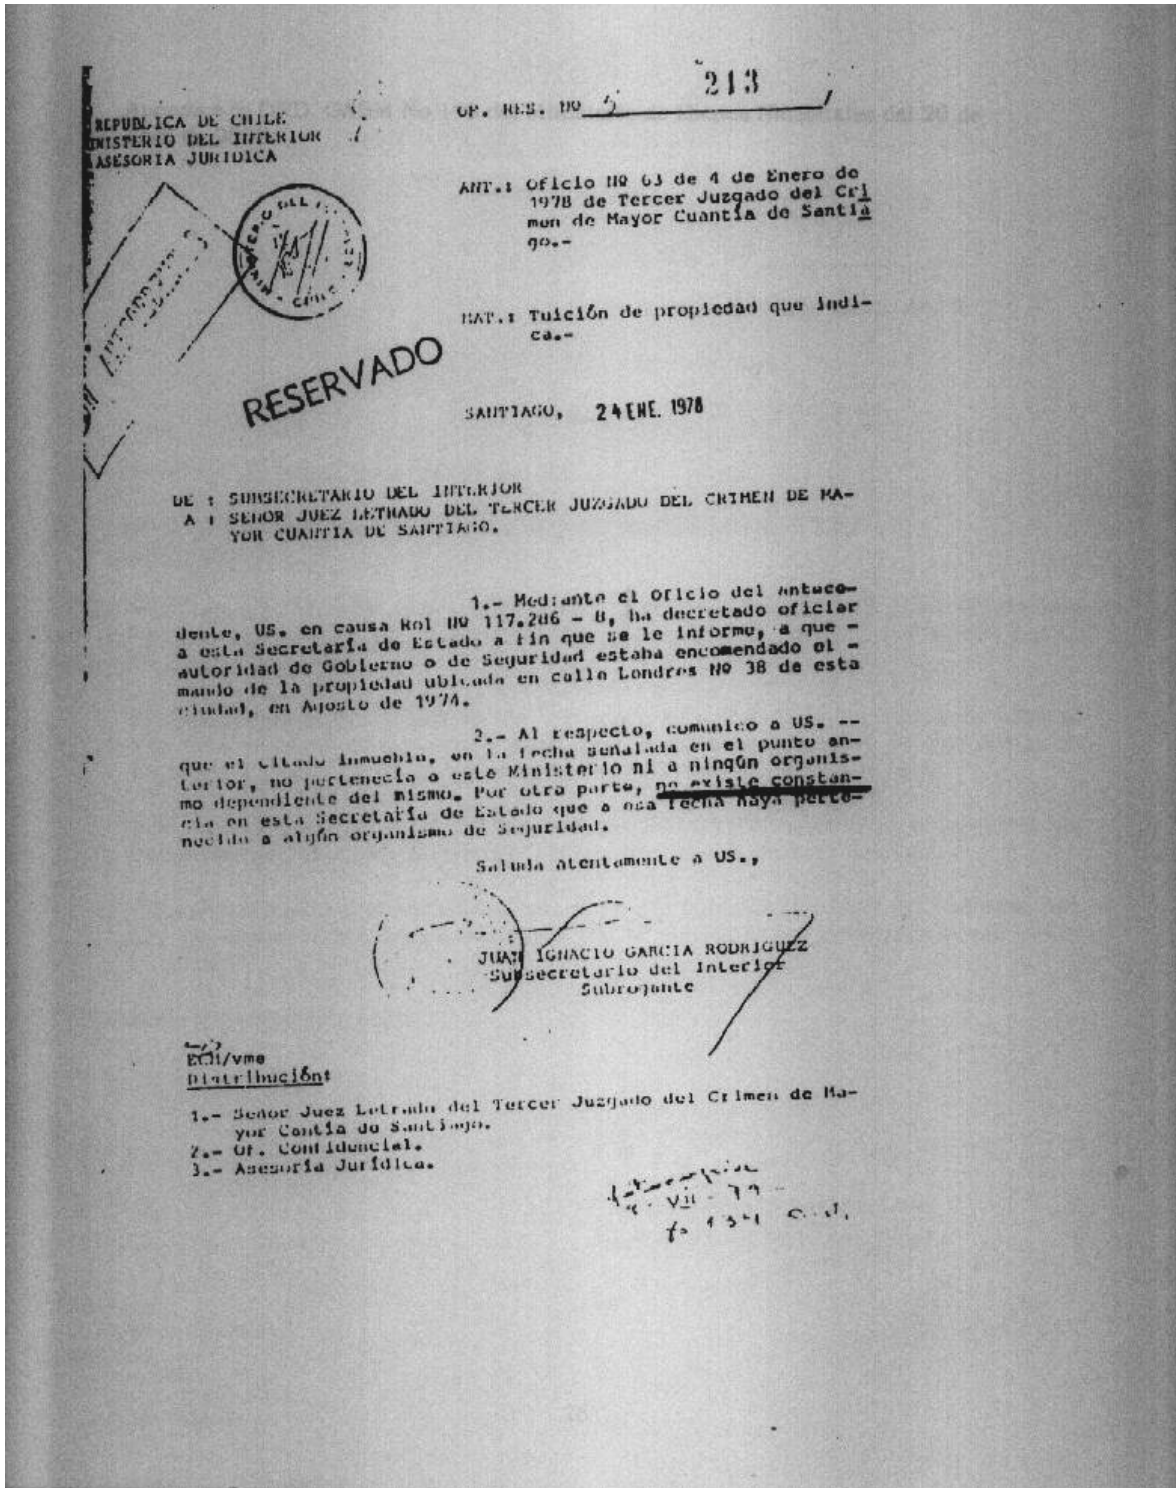 213
OF. RES. Nº
REPUBLICA DE CHILE
MINISTERIO DEL INTERIOR
ASESORIA JURIDICA
ANT.: Oficio Nº 63 de 4 de Enero de
1978 de Tercer Juzgado del Cri
men de Mayor Cuantía de Santia
go.-
ANTECEDENTES
CHILE
MAT.: Tuición de propiedad que indi-
ca.-
RESERVADO
SANTIAGO, 24 ENE. 1978
DE : SUBSECRETARIO DEL INTERIOR
A : SEÑOR JUEZ LETRADO DEL TERCER JUZGADO DEL CRIMEN DE MA-
YOR CUANTIA DE SANTIAGO.
1.- Mediante el Oficio del Antece-
dente, US. en causa Rol Nº 117.286 - B, ha decretado oficiar
a esta Secretaría de Estado a fin que se le informe, a que -
autoridad de Gobierno o de Seguridad estaba encomendado el -
mando de la propiedad ubicada en calle Londres Nº 38 de esta
ciudad, en Agosto de 1974.
2.- Al respecto, comunico a US. --
que el citado inmueble, en la fecha señalada en el punto an-
terior, no pertenecía a este Ministerio ni a ningún organis-
mo dependiente del mismo. Por otra parte, no existe constan-
cia en esta Secretaría de Estado que a esa fecha haya perte-
necido a algún organismo de Seguridad.
Saluda atentamente a US.,
JUAN IGNACIO GARCIA RODRIGUEZ
Subsecretario del Interior
Subrogante
ECH/vme
Distribución:
1.- Señor Juez Letrado del Tercer Juzgado del Crimen de Ma-
yor Cantía de Santiago.
2.- Of. Confidencial.
3.- Asesoría Jurídica.